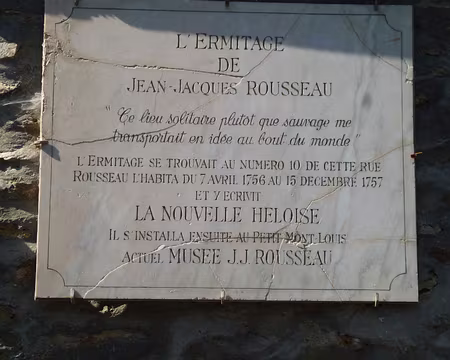 L'ERMITAGE
DE
JEAN-JACQUES ROUSSEAU
"Ce lieu solitaire plutôt que sauvage me
transportait en idée au bout du monde"
L'ERMITAGE SE TROUVAIT AU NUMERO 10 DE CETTE RUE
ROUSSEAU L'HABITA DU 7 AVRIL 1756 AU 15 DECEMBRE 1757
ET Y ECRIVIT
LA NOUVELLE HELOISE
IL S'INSTALLA ENSUITE AU PETIT MONT-LOUIS
ACTUEL MUSEE J.J. ROUSSEAU